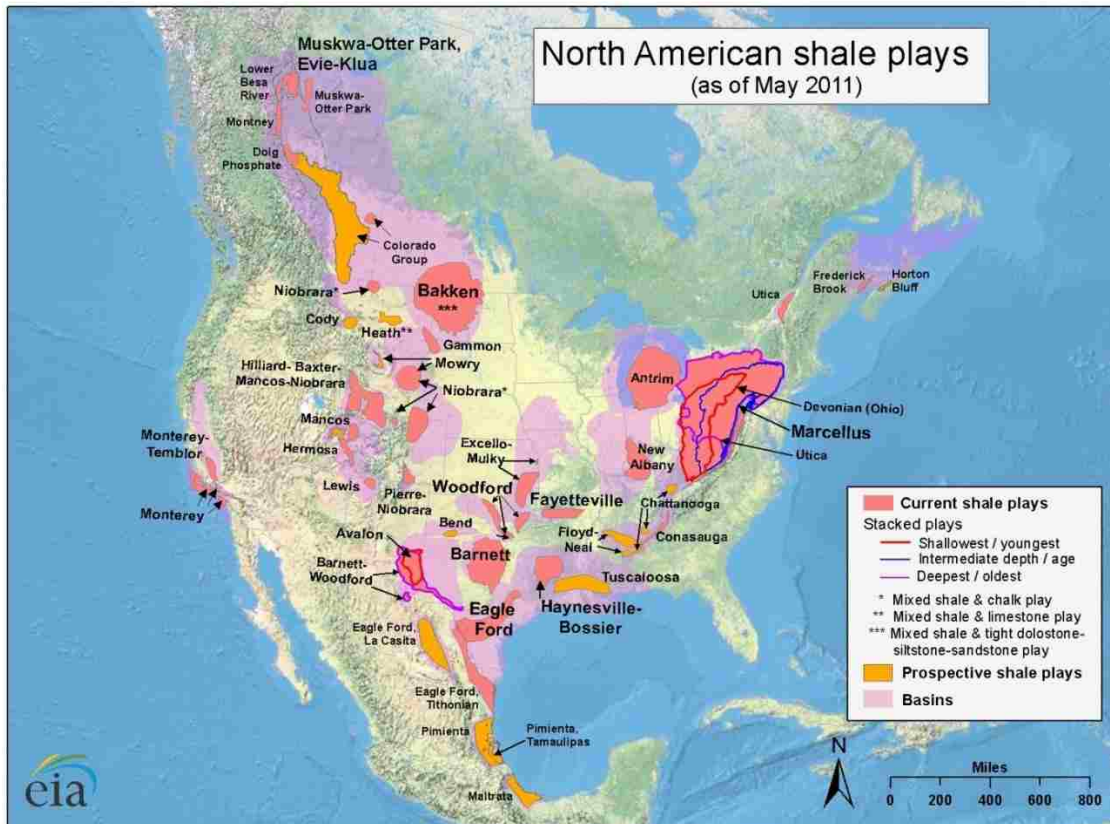 North American shale plays
(as of May 2011)
Muskwa-Otter Park,
Evie-Klua
Lower
Besa
River
Muskwa-
Otter Park
Montney
Doig
Phosphate
Colorado
Group
Niobrara*
Bakken
***
Cody
Heath**
Gammon
Mowry
Hilliard- Baxter-
Mancos-Niobrara
Niobrara*
Mancos
Hermosa
Lewis
Pierre-
Niobrara
Monterey-
Temblor
Monterey
Excello-
Mulky
Woodford
Fayetteville
Bend
Avalon
Barnett
Barnett-
Woodford
Eagle
Ford
Haynesville-
Bossier
Tuscaloosa
Floyd-
Neal
Conasauga
Chattanooga
New
Albany
Antrim
Devonian (Ohio)
Marcellus
Utica
Utica
Frederick
Brook
Horton
Bluff
Eagle Ford,
La Casita
Eagle Ford,
Tithonian
Pimienta
Pimienta,
Tamaulipas
Maltrata
Current shale plays
Stacked plays
Shallowest / youngest
Intermediate depth / age
Deepest / oldest
* Mixed shale & chalk play
** Mixed shale & limestone play
*** Mixed shale & tight dolostone-
siltstone-sandstone play
Prospective shale plays
Basins
N
Miles
0 200 400 600 800
eia